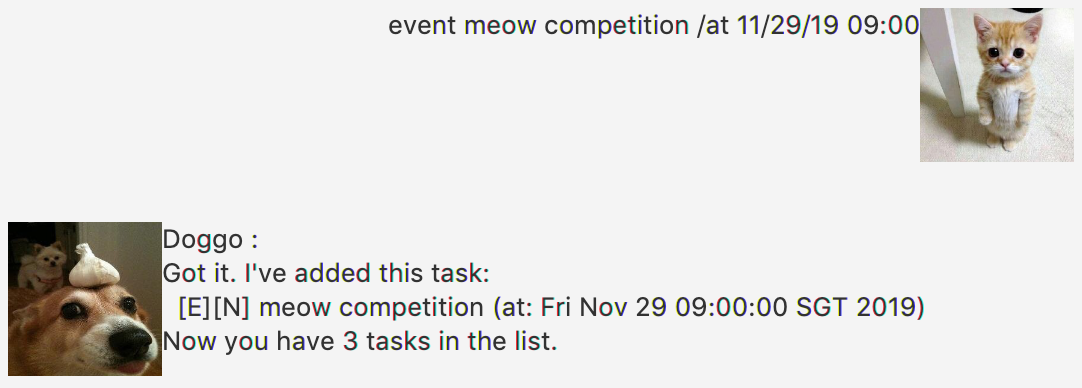 event meow competition /at 11/29/19 09:00
Doggo :
Got it. I've added this task:
[E][N] meow competition (at: Fri Nov 29 09:00:00 SGT 2019)
Now you have 3 tasks in the list.